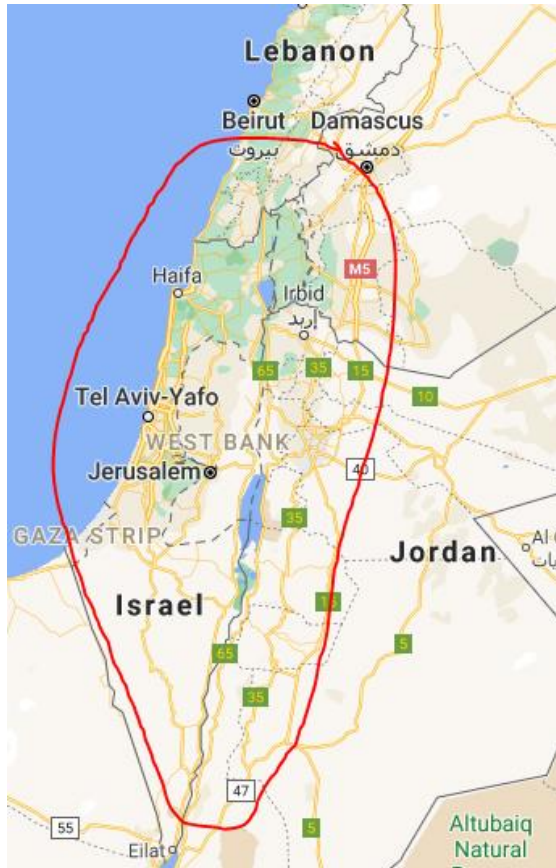 Lebanon
Beirut
بيروت
Damascus
دمشق
M5
Haifa
Irbid
إربد
65
35
15
10
Tel Aviv-Yafo
WEST BANK
Jerusalem
40
35
GAZA STRIP
Jordan
Israel
15
5
65
35
47
55
5
Eilat
Altubaiq
Natural